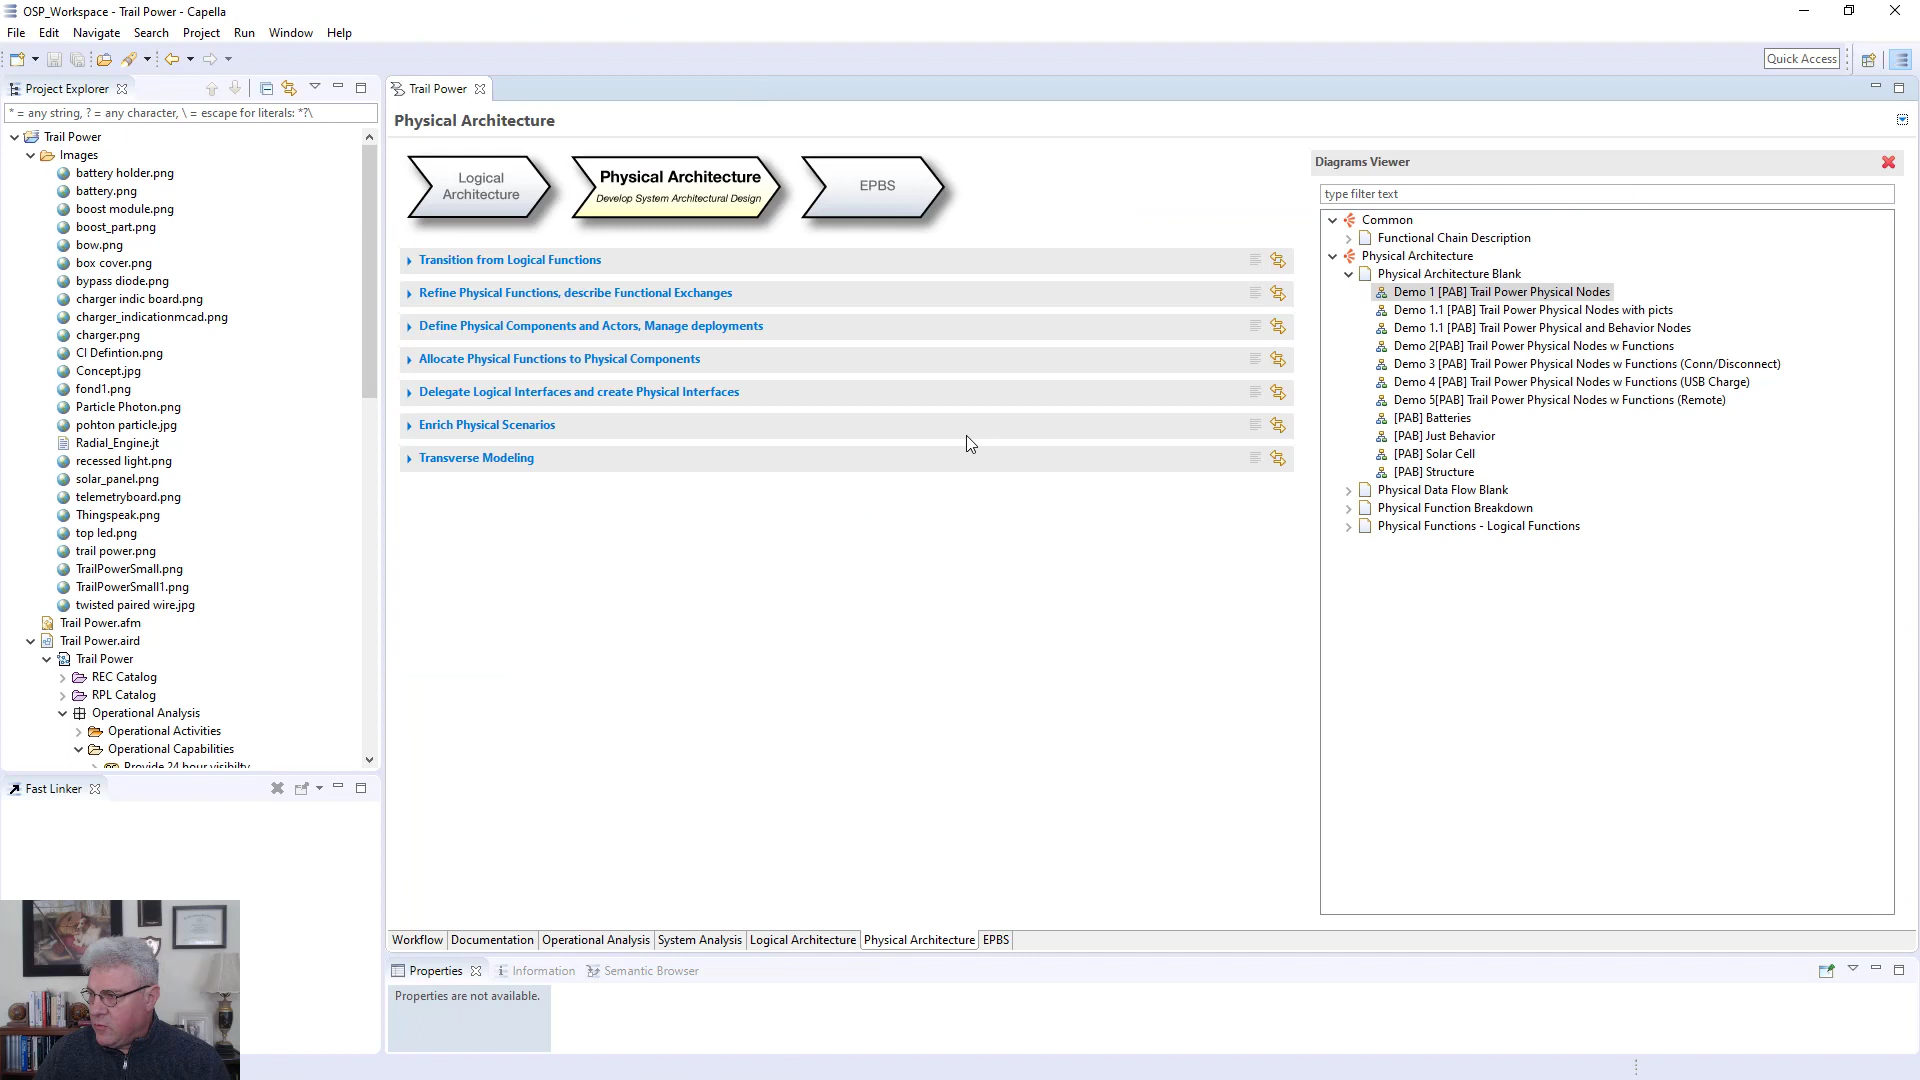 OSP_Workspace - Trail Power - Capella
File Edit Navigate Search Project Run Window Help
Quick Access
Project Explorer
* = any string, ? = any character, \ = escape for literals: *?\
Trail Power
Images
battery holder.png
battery.png
boost module.png
boost_part.png
bow.png
box cover.png
bypass diode.png
charger indic board.png
charger_indicationmcad.png
charger.png
CI Defintion.png
Concept.jpg
fond1.png
Particle Photon.png
pohton particle.jpg
Radial_Engine.jt
recessed light.png
solar_panel.png
telemetryboard.png
Thingspeak.png
top led.png
trail power.png
TrailPowerSmall.png
TrailPowerSmall1.png
twisted paired wire.jpg
Trail Power.afm
Trail Power.aird
Trail Power
REC Catalog
RPL Catalog
Operational Analysis
Operational Activities
Operational Capabilities
Provide 24 hour visibilty
Fast Linker
Trail Power
Physical Architecture
Logical
Architecture
Physical Architecture
Develop System Architectural Design
EPBS
Transition from Logical Functions
Refine Physical Functions, describe Functional Exchanges
Define Physical Components and Actors, Manage deployments
Allocate Physical Functions to Physical Components
Delegate Logical Interfaces and create Physical Interfaces
Enrich Physical Scenarios
Transverse Modeling
Diagrams Viewer
type filter text
Common
Functional Chain Description
Physical Architecture
Physical Architecture Blank
Demo 1 [PAB] Trail Power Physical Nodes
Demo 1.1 [PAB] Trail Power Physical Nodes with picts
Demo 1.1 [PAB] Trail Power Physical and Behavior Nodes
Demo 2[PAB] Trail Power Physical Nodes w Functions
Demo 3 [PAB] Trail Power Physical Nodes w Functions (Conn/Disconnect)
Demo 4 [PAB] Trail Power Physical Nodes w Functions (USB Charge)
Demo 5[PAB] Trail Power Physical Nodes w Functions (Remote)
[PAB] Batteries
[PAB] Just Behavior
[PAB] Solar Cell
[PAB] Structure
Physical Data Flow Blank
Physical Function Breakdown
Physical Functions - Logical Functions
Workflow Documentation Operational Analysis System Analysis Logical Architecture Physical Architecture EPBS
Properties Information Semantic Browser
Properties are not available.